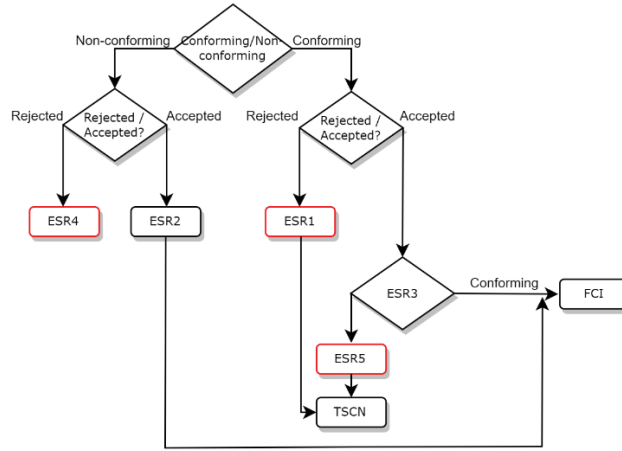 Non-conforming
Conforming/Non-
conforming
Conforming
Rejected
Rejected /
Accepted?
Accepted
Rejected
Rejected /
Accepted?
Accepted
ESR4
ESR2
ESR1
ESR3
Conforming
FCI
ESR5
TSCN